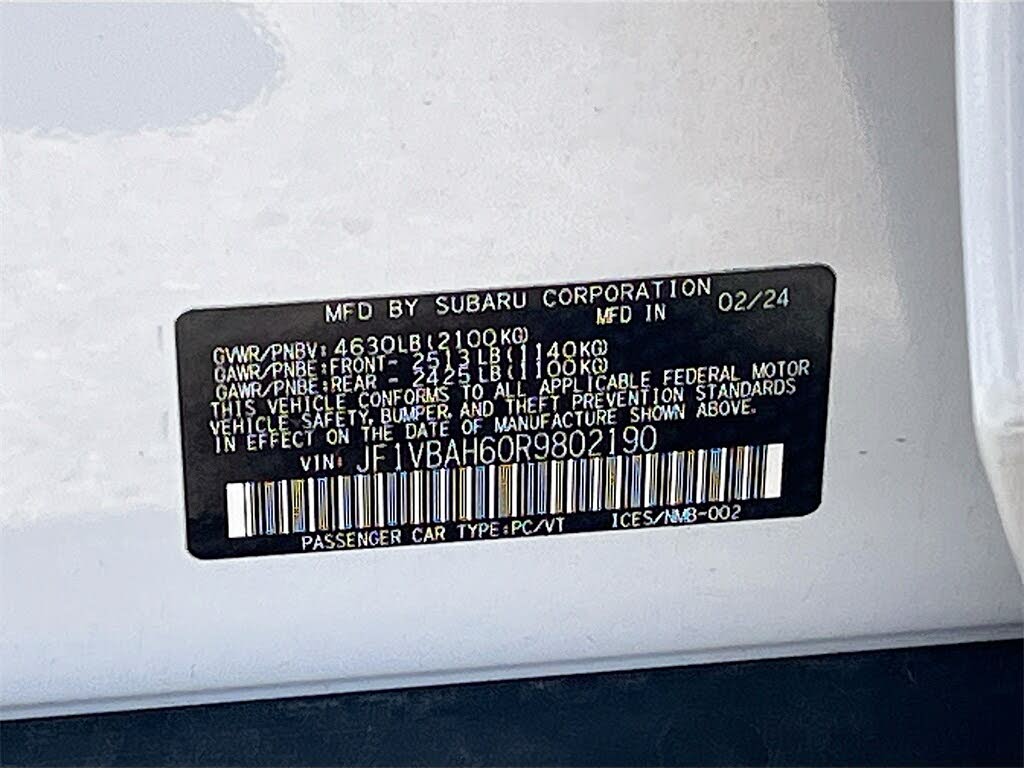 MFD BY SUBARU CORPORATION
MFD IN 02/24
GVWR/PNBV: 4630LB(2100KG)
GAWR/PNBE:FRONT- 2513LB(1140KG)
GAWR/PNBE:REAR - 2425LB(1100KG)
THIS VEHICLE CONFORMS TO ALL APPLICABLE FEDERAL MOTOR
VEHICLE SAFETY, BUMPER, AND THEFT PREVENTION STANDARDS
IN EFFECT ON THE DATE OF MANUFACTURE SHOWN ABOVE.
VIN: JF1VBAH60R9802190
PASSENGER CAR TYPE:PC/VT ICES/NMB-002